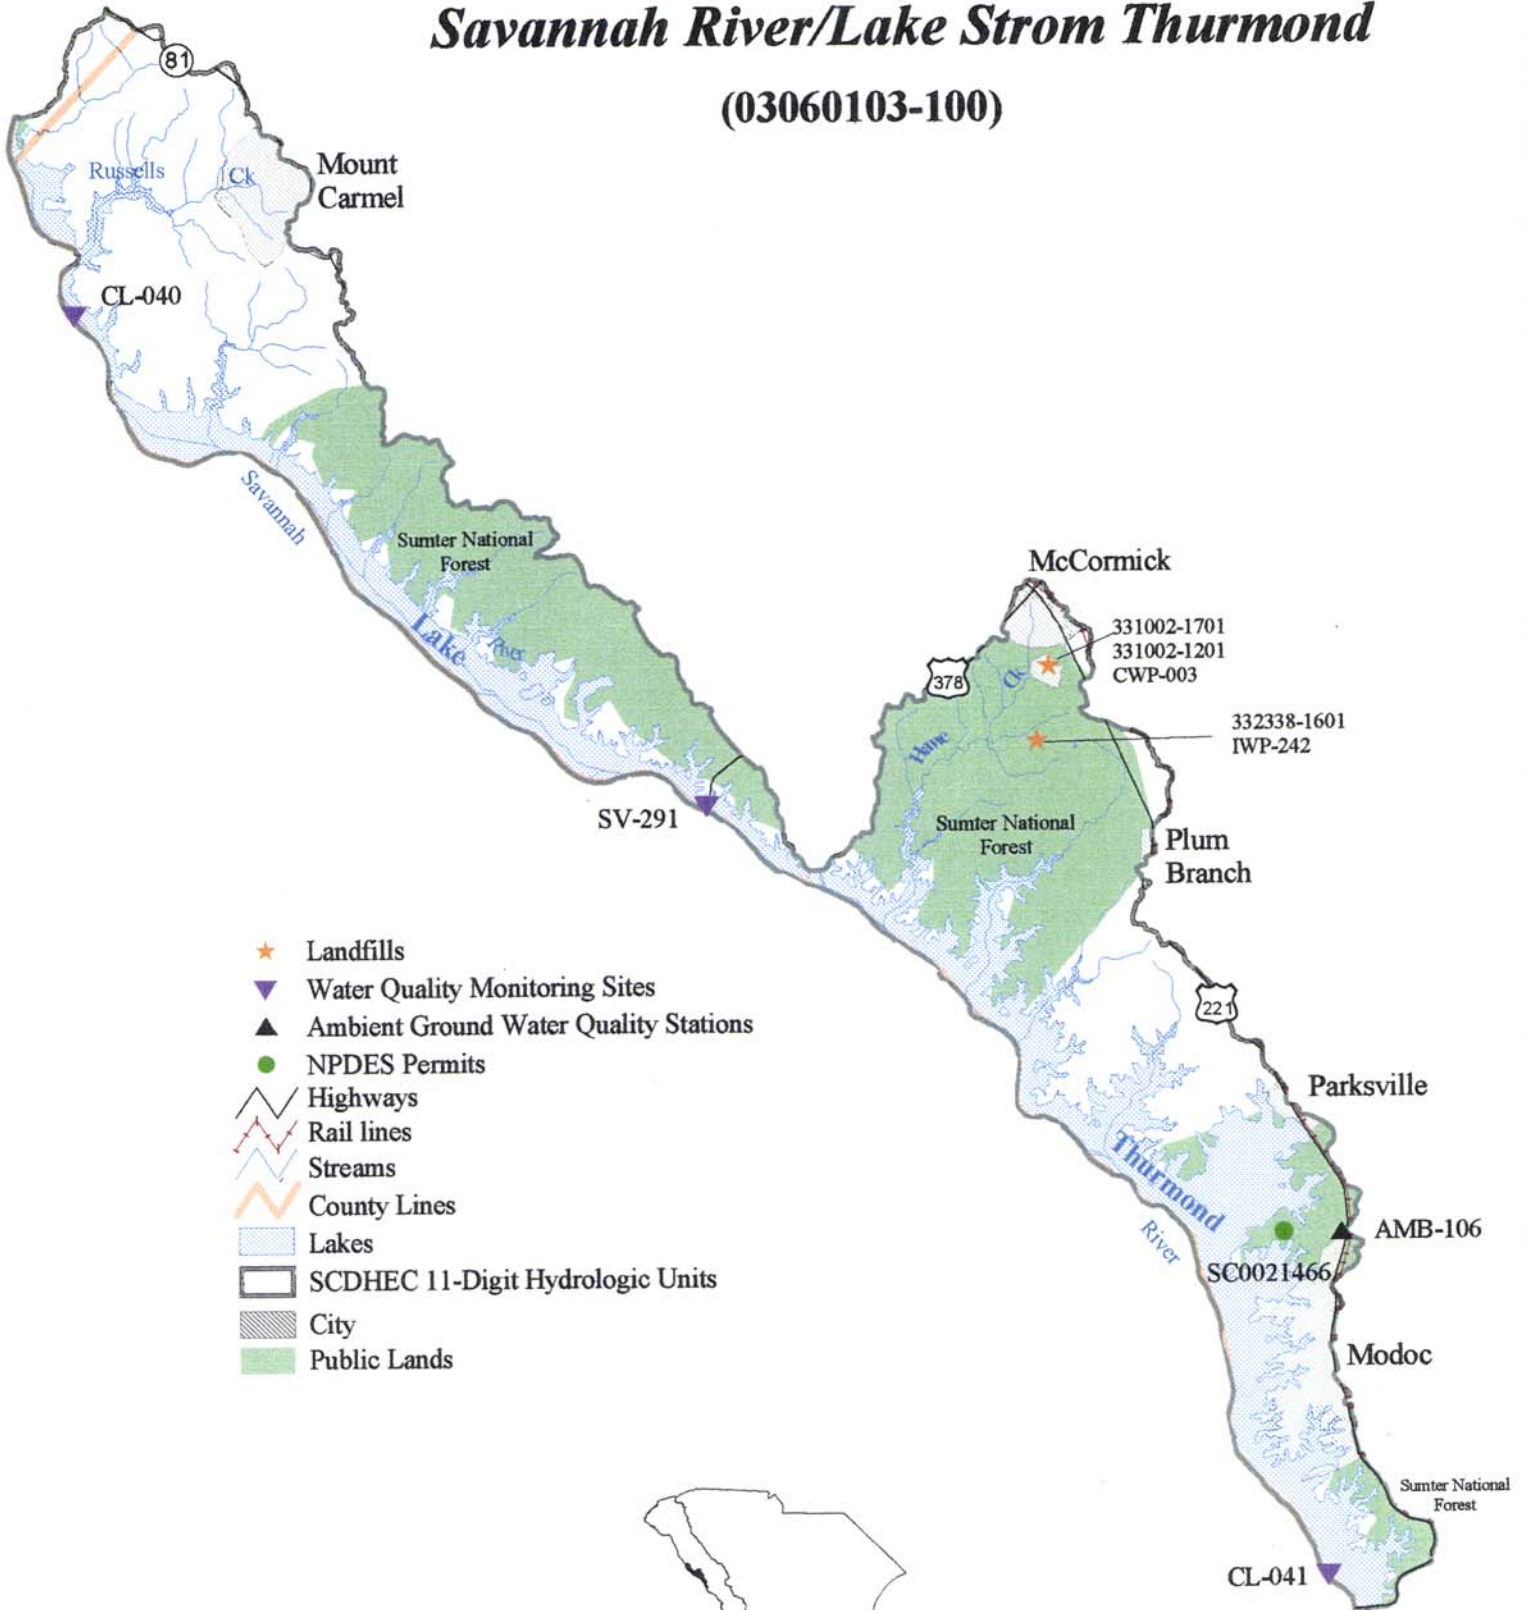 Savannah River/Lake Strom Thurmond
(03060103-100)
81
Russells
Ck
Mount
Carmel
CL-040
Savannah
Sumter National
Forest
Lake
River
SV-291
McCormick
331002-1701
331002-1201
CWP-003
378
Ck
332338-1601
IWP-242
Sumter National
Forest
Plum
Branch
221
Parksville
Thurmond
River
AMB-106
SC0021466
Modoc
Sumter National
Forest
CL-041
Landfills
Water Quality Monitoring Sites
Ambient Ground Water Quality Stations
NPDES Permits
Highways
Rail lines
Streams
County Lines
Lakes
SCDHEC 11-Digit Hydrologic Units
City
Public Lands